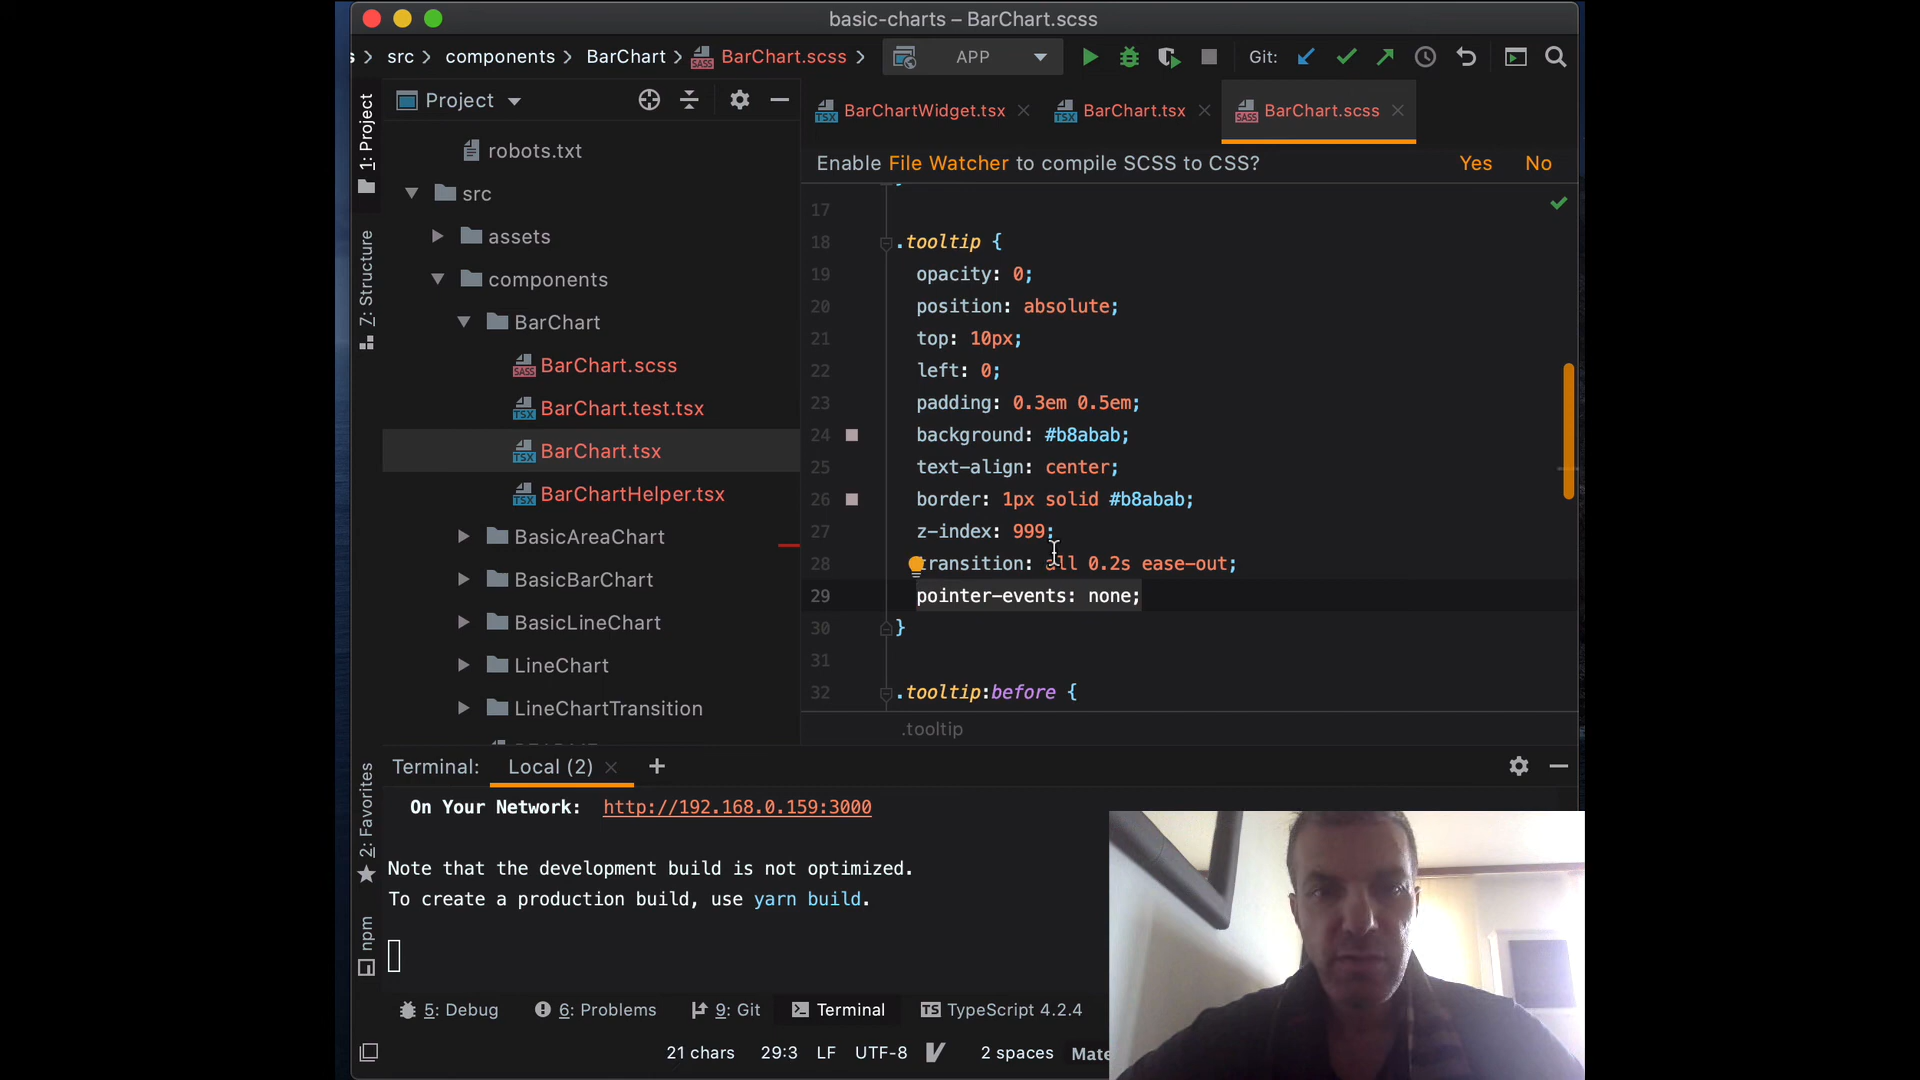 basic-charts – BarChart.scss
src
components
BarChart
BarChart.scss
APP
Git:
Project
BarChartWidget.tsx
BarChart.tsx
BarChart.scss
Enable File Watcher to compile SCSS to CSS?
Yes
No
1: Project
Z: Structure
2: Favorites
npm
robots.txt
src
assets
components
BarChart
BarChart.scss
BarChart.test.tsx
BarChart.tsx
BarChartHelper.tsx
BasicAreaChart
BasicBarChart
BasicLineChart
LineChart
LineChartTransition
17
18 .tooltip {
19 opacity: 0;
20 position: absolute;
21 top: 10px;
22 left: 0;
23 padding: 0.3em 0.5em;
24 background: #b8abab;
25 text-align: center;
26 border: 1px solid #b8abab;
27 z-index: 999;
28 transition: all 0.2s ease-out;
29 pointer-events: none;
30 }
31
32 .tooltip:before {
.tooltip
Terminal:
Local (2)
On Your Network: http://192.168.0.159:3000
Note that the development build is not optimized.
To create a production build, use yarn build.
5: Debug
6: Problems
9: Git
Terminal
TypeScript 4.2.4
21 chars
29:3
LF
UTF-8
2 spaces
Mate